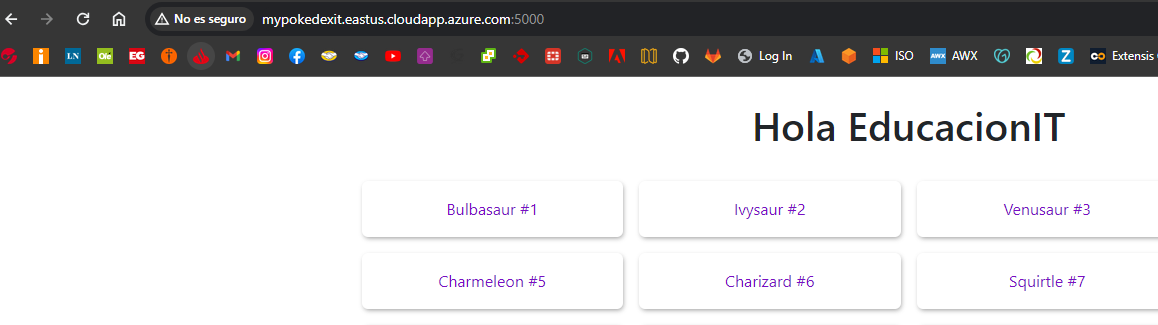 No es seguro mypokedexit.eastus.cloudapp.azure.com:5000
LN Olé EG Log In ISO AWX AWX Z Extensis
Hola EducacionIT
Bulbasaur #1 Ivysaur #2 Venusaur #3
Charmeleon #5 Charizard #6 Squirtle #7